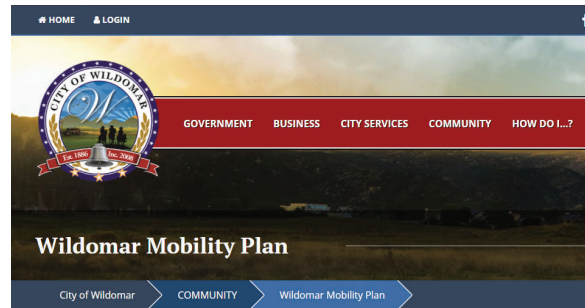 HOME LOGIN
CITY OF WILDOMAR
Est. 1886 Inc. 2008
GOVERNMENT BUSINESS CITY SERVICES COMMUNITY HOW DO I...?
Wildomar Mobility Plan
City of Wildomar COMMUNITY Wildomar Mobility Plan